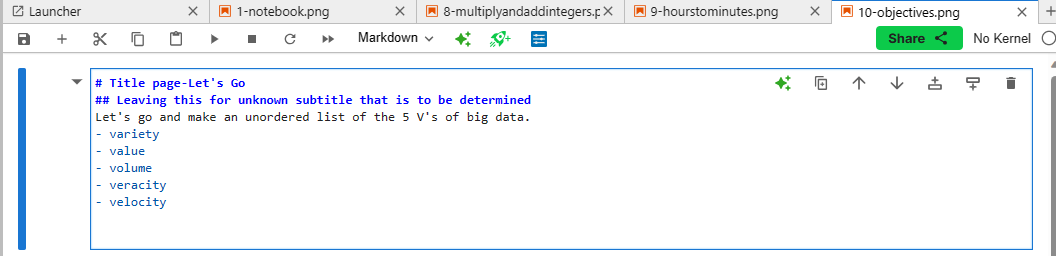 Launcher
1-notebook.png
8-multiplyandaddintegers.p
9-hourstominutes.png
10-objectives.png
Markdown
Share
No Kernel
# Title page-Let's Go
## Leaving this for unknown subtitle that is to be determined
Let's go and make an unordered list of the 5 V's of big data.
- variety
- value
- volume
- veracity
- velocity